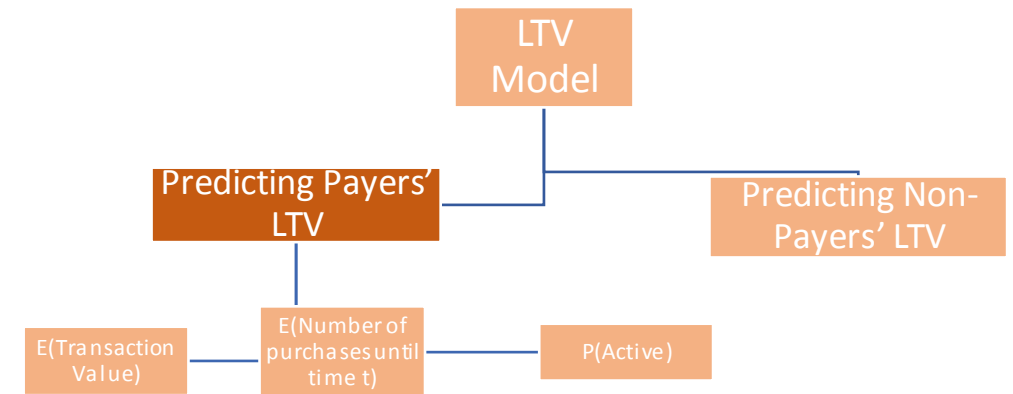 LTV
Model
Predicting Payers’
LTV
Predicting Non-
Payers’ LTV
E(Transaction
Value)
E(Number of
purchases until
time t)
P(Active)